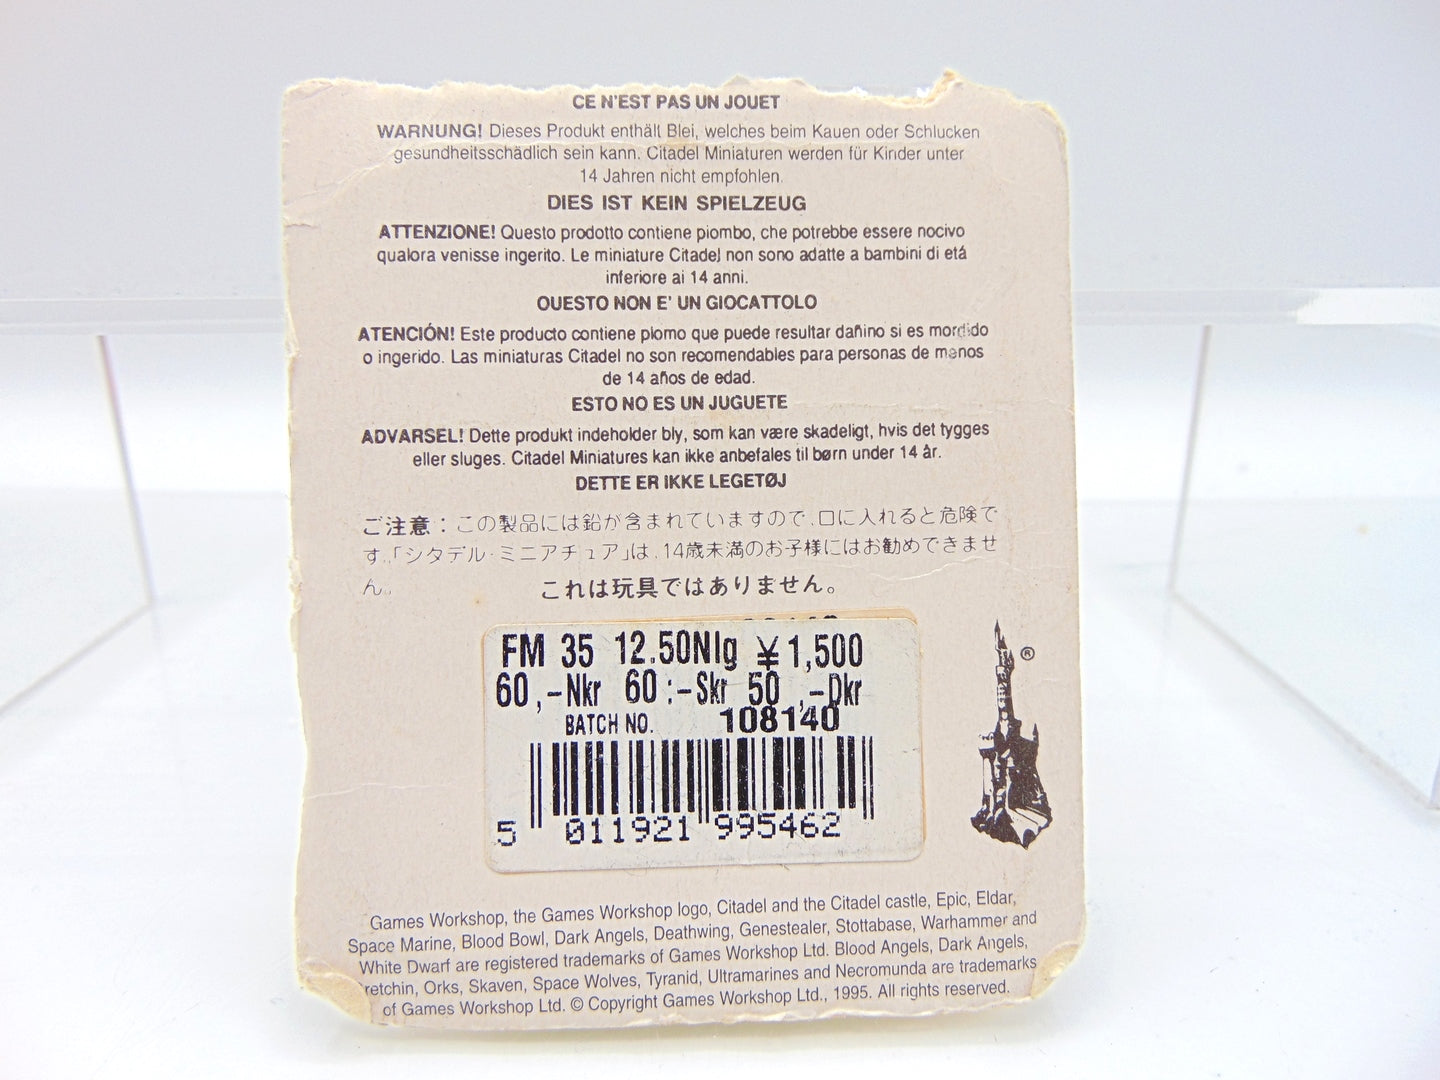 CE N'EST PAS UN JOUET
WARNUNG! Dieses Produkt enthält Blei, welches beim Kauen oder Schlucken
gesundheitsschädlich sein kann. Citadel Miniaturen werden für Kinder unter
14 Jahren nicht empfohlen.
DIES IST KEIN SPIELZEUG
ATTENZIONE! Questo prodotto contiene piombo, che potrebbe essere nocivo
qualora venisse ingerito. Le miniature Citadel non sono adatte a bambini di etá
inferiore ai 14 anni.
QUESTO NON E' UN GIOCATTOLO
ATENCIÓN! Este producto contiene plomo que puede resultar dañino si es mordido
o ingerido. Las miniaturas Citadel no son recomendables para personas de menos
de 14 años de edad.
ESTO NO ES UN JUGUETE
ADVARSEL! Dette produkt indeholder bly, som kan være skadeligt, hvis det tygges
eller sluges. Citadel Miniatures kan ikke anbefales til børn under 14 år.
DETTE ER IKKE LEGETØJ
ご注意：この製品には鉛が含まれていますので、口に入れると危険で
す。「シタデル・ミニアチュア」は、14歳未満のお子様にはお勧めできませ
ん。
これは玩具ではありません。
FM 35 12.50Nlg ¥1,500
60,-Nkr 60:-Skr 50,-Dkr
BATCH NO. 108140
5 011921 995462
®
Games Workshop, the Games Workshop logo, Citadel and the Citadel castle, Epic, Eldar,
Space Marine, Blood Bowl, Dark Angels, Deathwing, Genestealer, Stottabase, Warhammer and
White Dwarf are registered trademarks of Games Workshop Ltd. Blood Angels, Dark Angels,
retchin, Orks, Skaven, Space Wolves, Tyranid, Ultramarines and Necromunda are trademarks
of Games Workshop Ltd. © Copyright Games Workshop Ltd., 1995. All rights reserved.